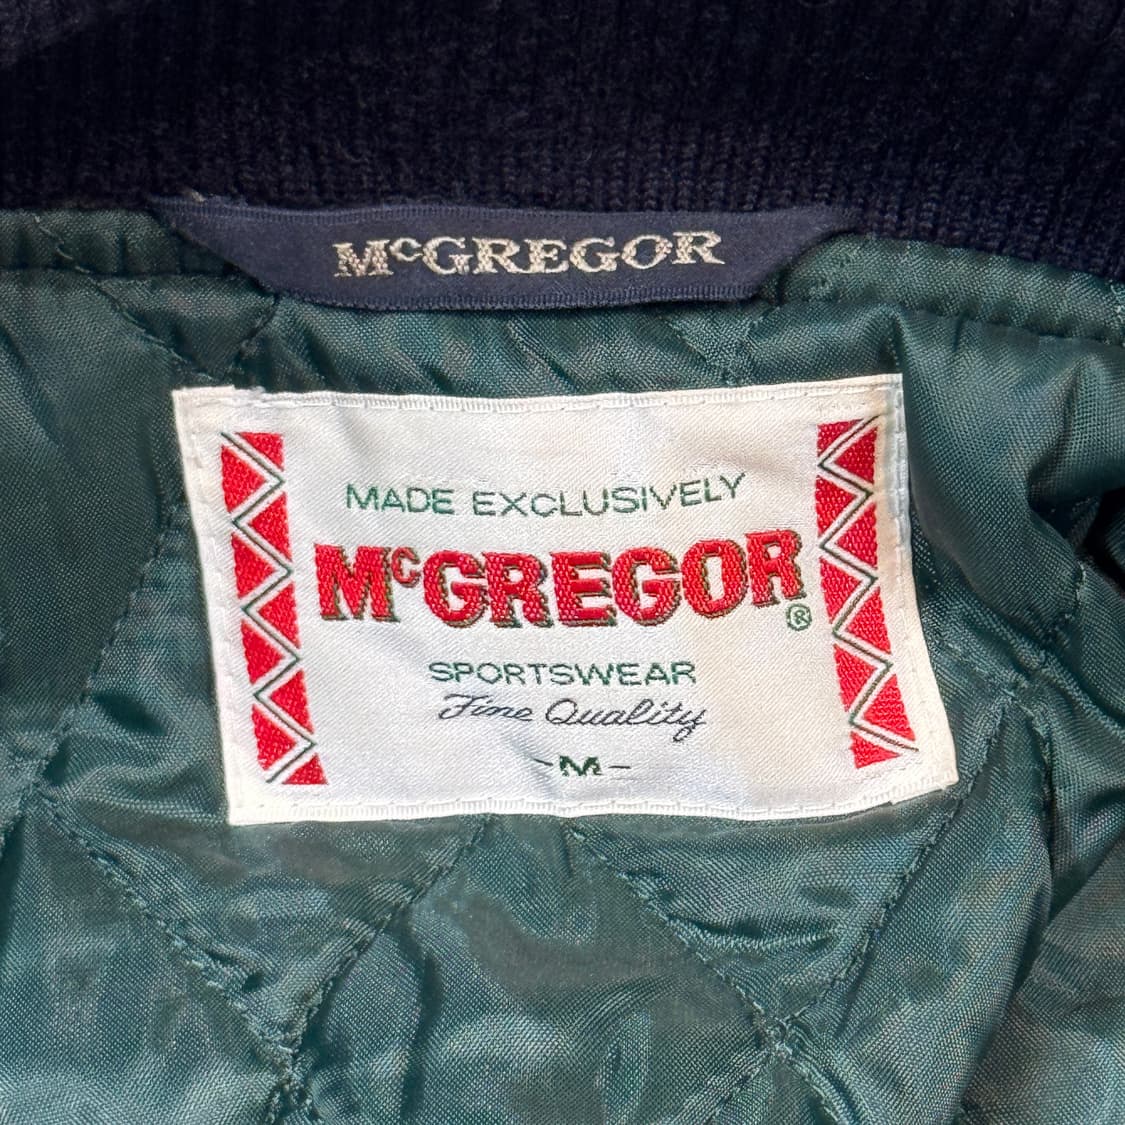 McGREGOR
MADE EXCLUSIVELY
McGREGOR®
SPORTSWEAR
Fine Quality
-M-